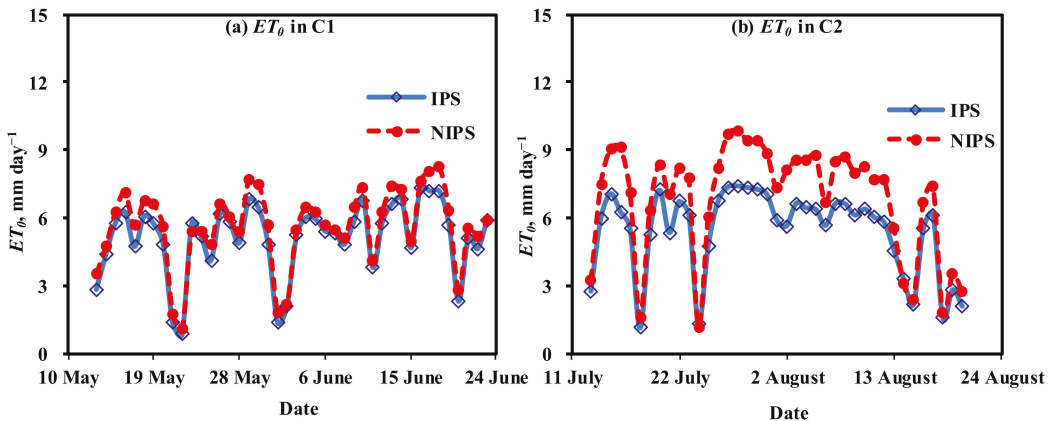 (a) ET₀ in C1
15
12
9
6
3
0
ET₀, mm day⁻¹
IPS
NIPS
10 May 19 May 28 May 6 June 15 June 24 June
Date
(b) ET₀ in C2
15
12
9
6
3
0
ET₀, mm day⁻¹
IPS
NIPS
11 July 22 July 2 August 13 August 24 August
Date